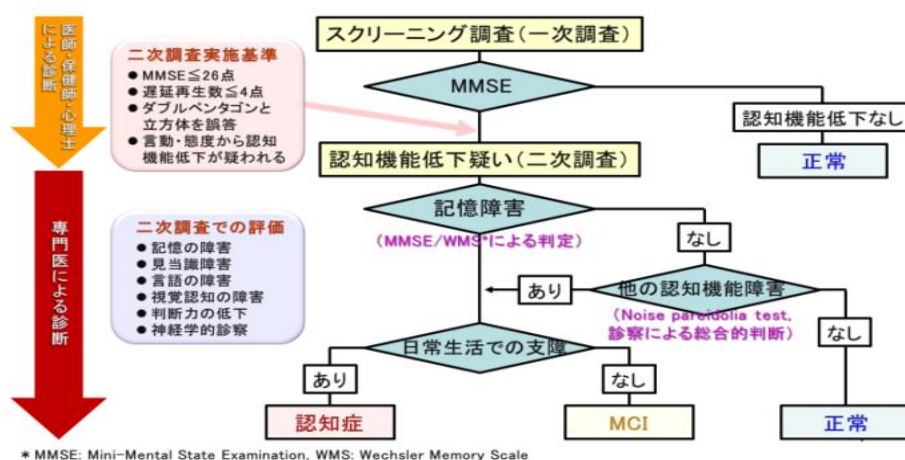 医師・保健師・心理士
による診断
スクリーニング調査(一次調査)
二次調査実施基準
● MMSE≦26点
● 遅延再生数≦4点
● ダブルペンタゴンと
立方体を誤答
● 言動・態度から認知
機能低下が疑われる
MMSE
認知機能低下なし
正常
認知機能低下疑い(二次調査)
専門医による診断
記憶障害
(MMSE/WMS*による判定)
なし
二次調査での評価
● 記憶の障害
● 見当識障害
● 言語の障害
● 視覚認知の障害
● 判断力の低下
● 神経学的診察
あり
他の認知機能障害
(Noise pareidolia test,
診察による総合的判断)
なし
日常生活での支障
あり
なし
認知症
MCI
正常
* MMSE: Mini-Mental State Examination, WMS: Wechsler Memory Scale